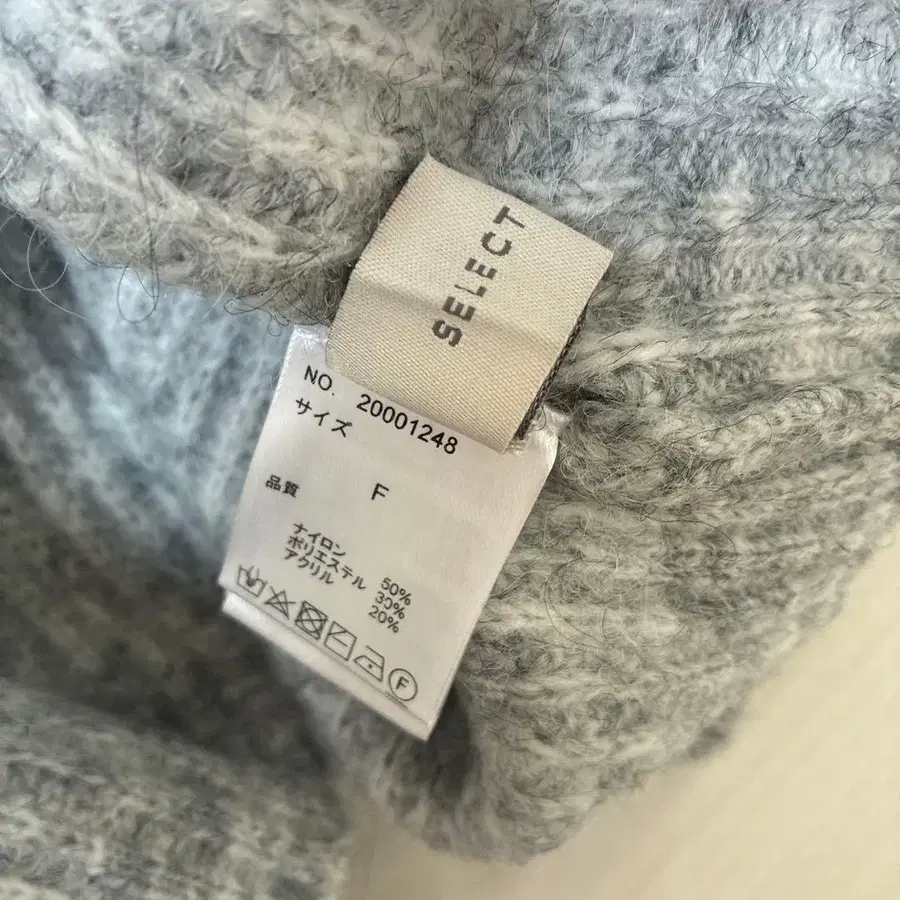 SELECT
NO. 20001248
サイズ
F
品質
ナイロン 50%
ポリエステル 30%
アクリル 20%
F